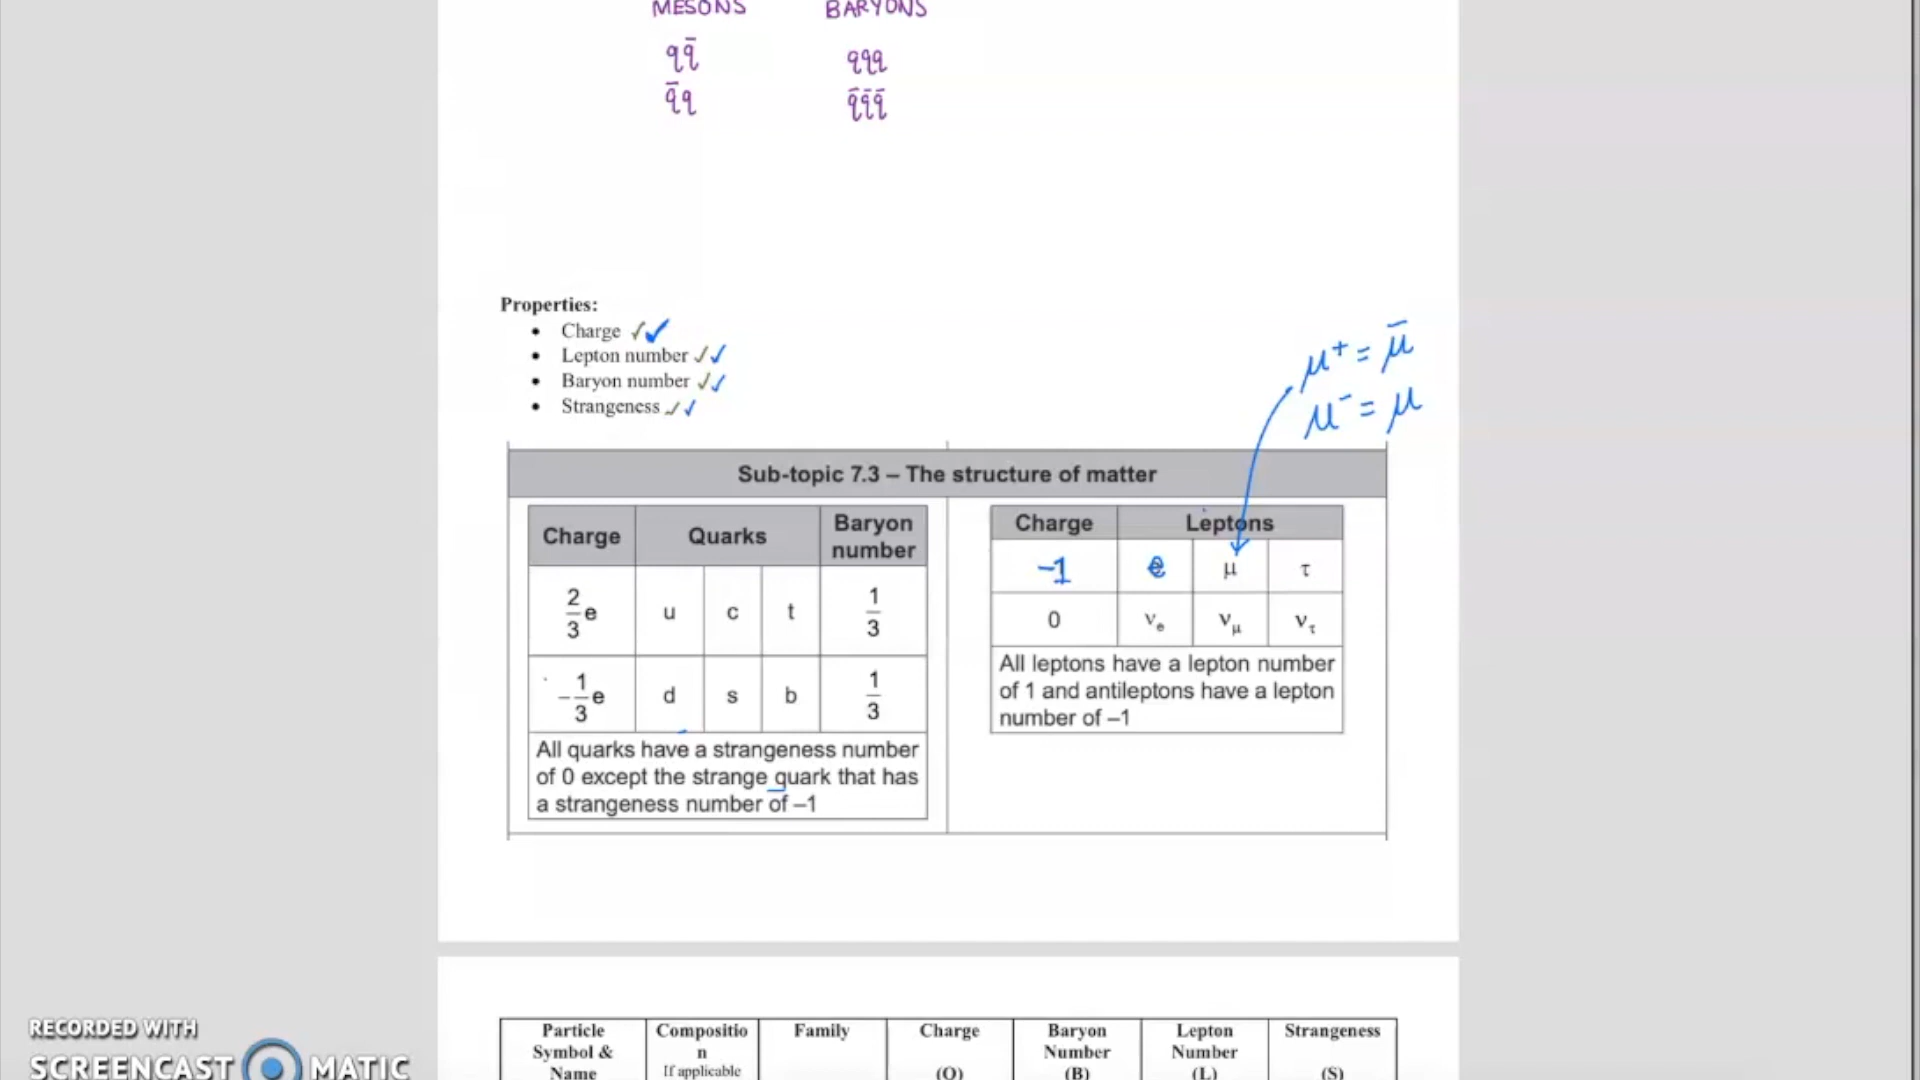 MESONS BARYONS
qq̄ qqq
q̄q q̄q̄q̄
Properties:
• Charge ✓✓
• Lepton number ✓✓
• Baryon number ✓✓
• Strangeness ✓✓
μ⁺ = μ̄
μ⁻ = μ
Sub-topic 7.3 – The structure of matter
Charge Quarks Baryon number
2/3 e u c t 1/3
-1/3 e d s b 1/3
All quarks have a strangeness number
of 0 except the strange quark that has
a strangeness number of –1
Charge Leptons
-1 e μ τ
0 νe νμ ντ
All leptons have a lepton number
of 1 and antileptons have a lepton
number of –1
Particle Symbol & Name
Compositio
n
If applicable
Family
Charge
(Q)
Baryon
Number
(B)
Lepton
Number
(L)
Strangeness
(S)
RECORDED WITH
SCREENCAST MATIC